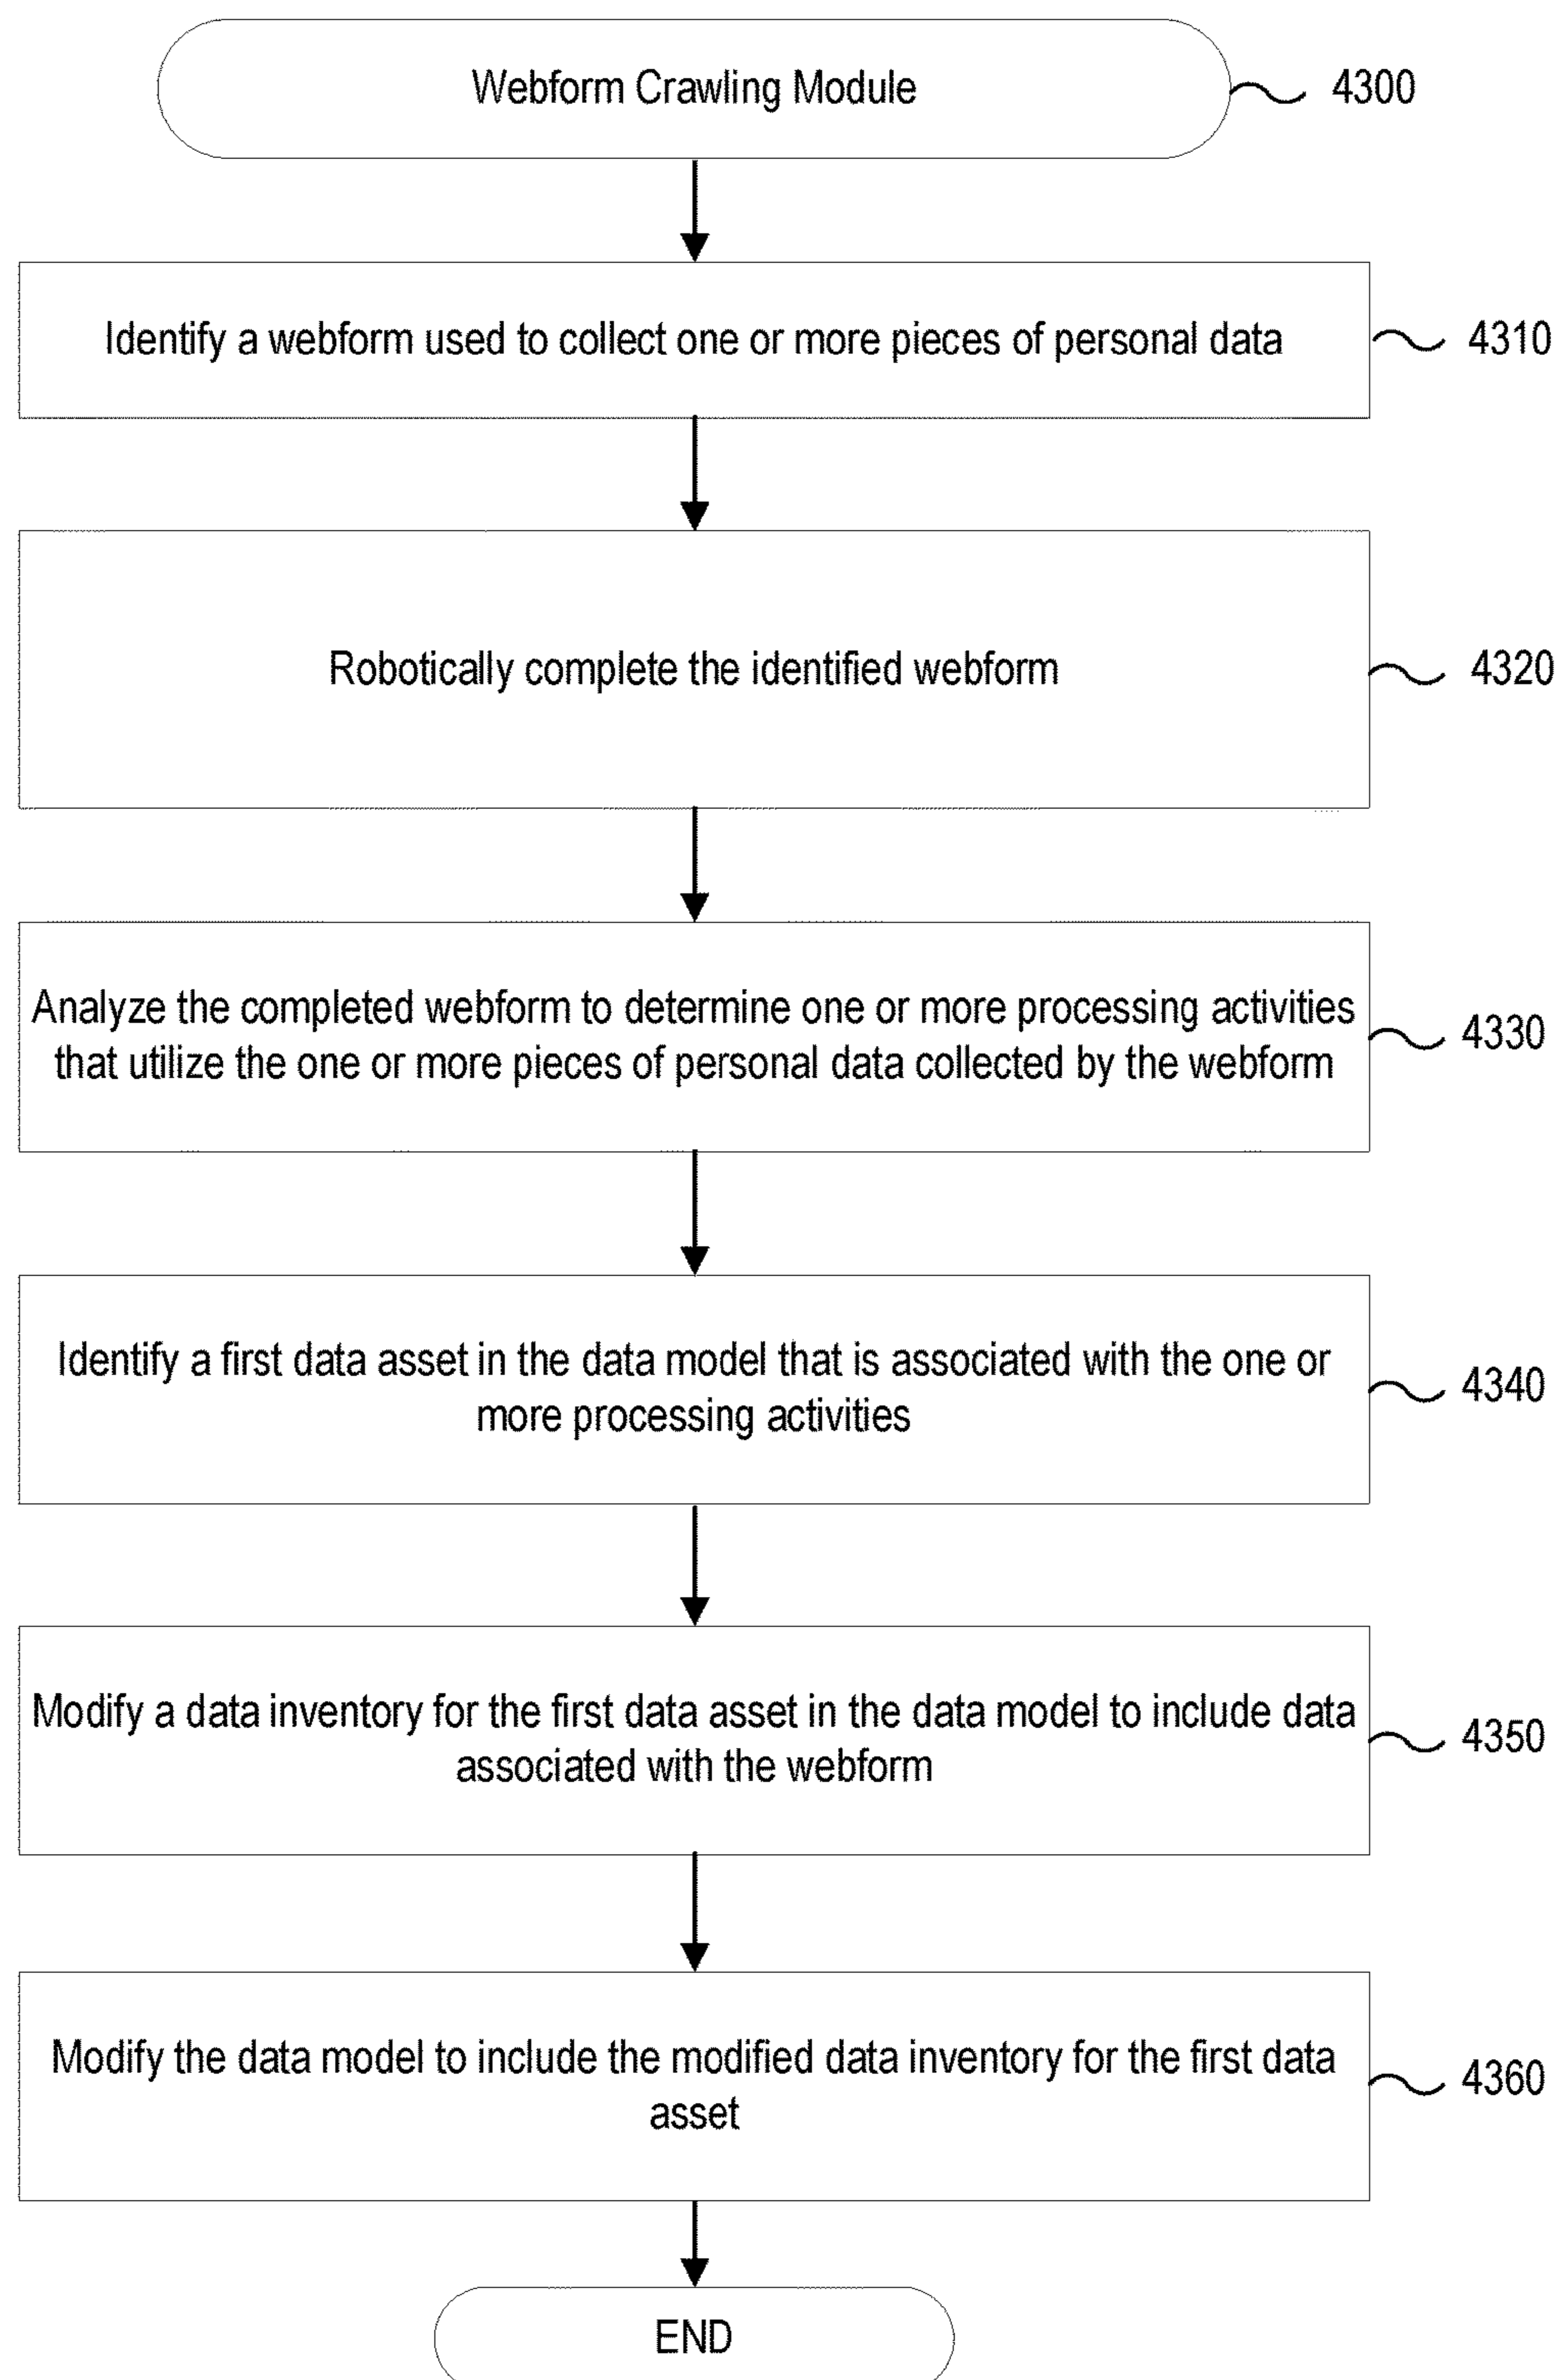 Webform Crawling Module
4300
Identify a webform used to collect one or more pieces of personal data
4310
Robotically complete the identified webform
4320
Analyze the completed webform to determine one or more processing activities
that utilize the one or more pieces of personal data collected by the webform
4330
Identify a first data asset in the data model that is associated with the one or
more processing activities
4340
Modify a data inventory for the first data asset in the data model to include data
associated with the webform
4350
Modify the data model to include the modified data inventory for the first data
asset
4360
END